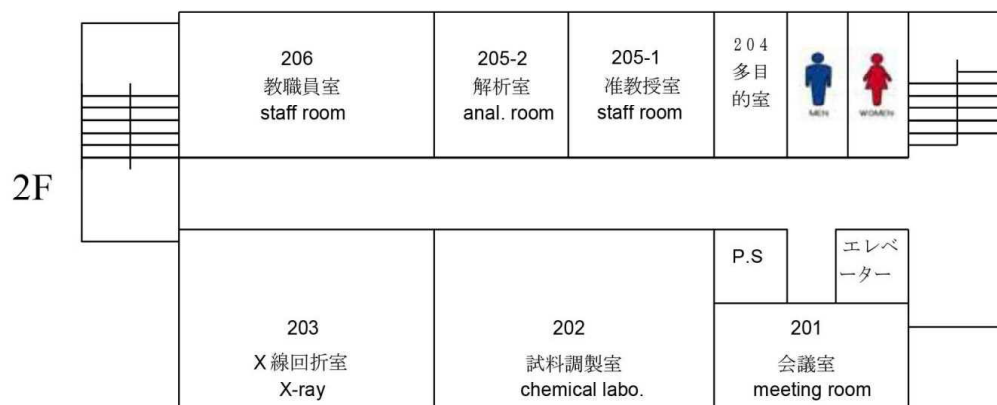 206
教職員室
staff room
205-2
解析室
anal. room
205-1
准教授室
staff room
204
多目
的室
MEN
WOMEN
2F
P.S
エレベ
ーター
203
X線回折室
X-ray
202
試料調製室
chemical labo.
201
会議室
meeting room